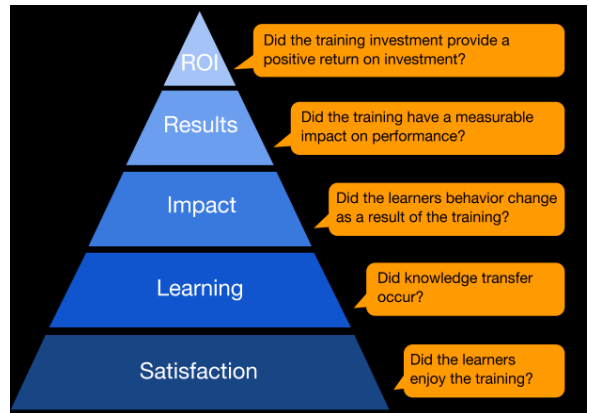 ROI
Did the training investment provide a
positive return on investment?
Results
Did the training have a measurable
impact on performance?
Impact
Did the learners behavior change
as a result of the training?
Learning
Did knowledge transfer
occur?
Satisfaction
Did the learners
enjoy the training?